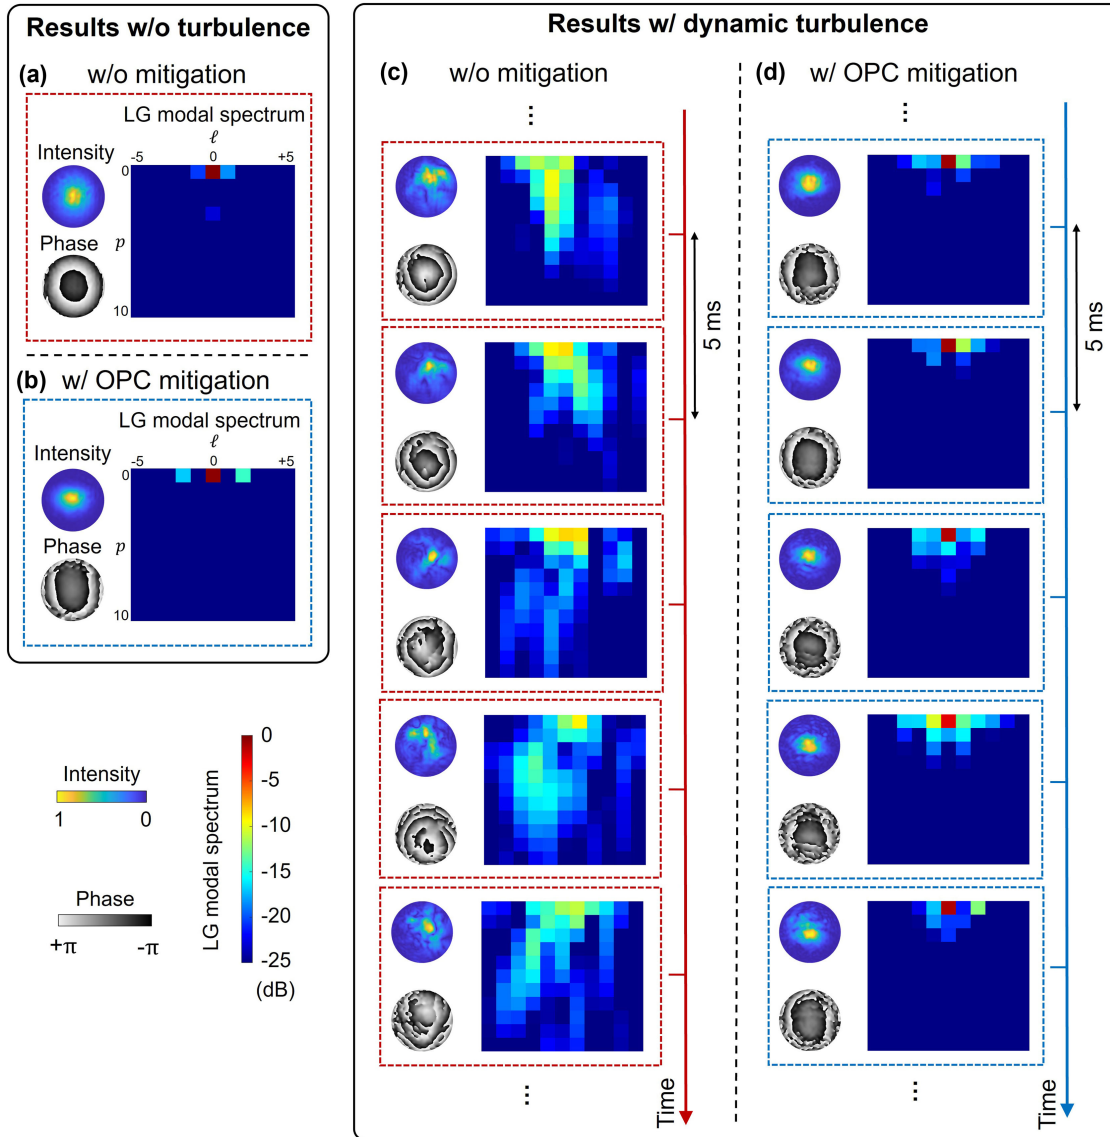 Results w/o turbulence
(a) w/o mitigation
LG modal spectrum
ℓ
-5 0 +5
Intensity
0
Phase
p
10
(b) w/ OPC mitigation
LG modal spectrum
ℓ
-5 0 +5
Intensity
0
Phase
p
10
Intensity
1 0
Phase
+π -π
LG modal spectrum
0
-5
-10
-15
-20
-25
(dB)
Results w/ dynamic turbulence
(c) w/o mitigation
...
5 ms
...
Time
(d) w/ OPC mitigation
...
5 ms
...
Time